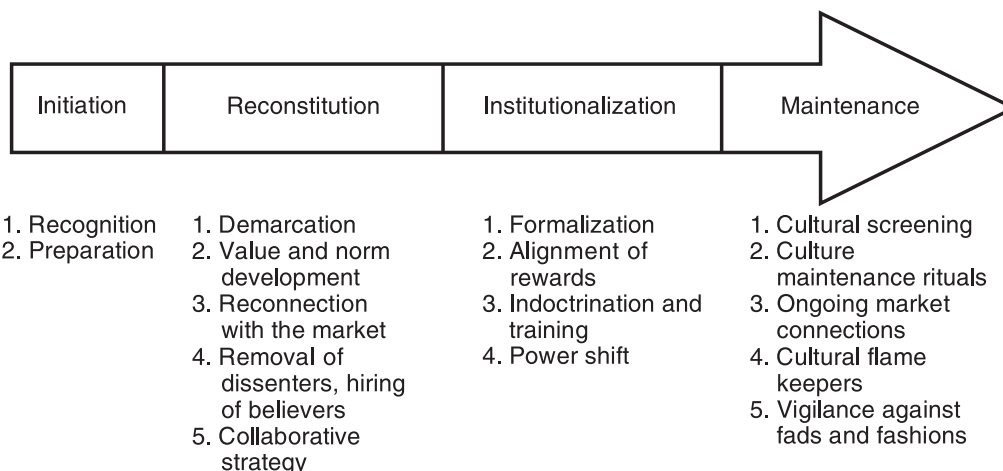 Initiation
Reconstitution
Institutionalization
Maintenance
1. Recognition
2. Preparation
1. Demarcation
2. Value and norm
development
3. Reconnection
with the market
4. Removal of
dissenters, hiring
of believers
5. Collaborative
strategy
1. Formalization
2. Alignment of
rewards
3. Indoctrination and
training
4. Power shift
1. Cultural screening
2. Culture
maintenance rituals
3. Ongoing market
connections
4. Cultural flame
keepers
5. Vigilance against
fads and fashions